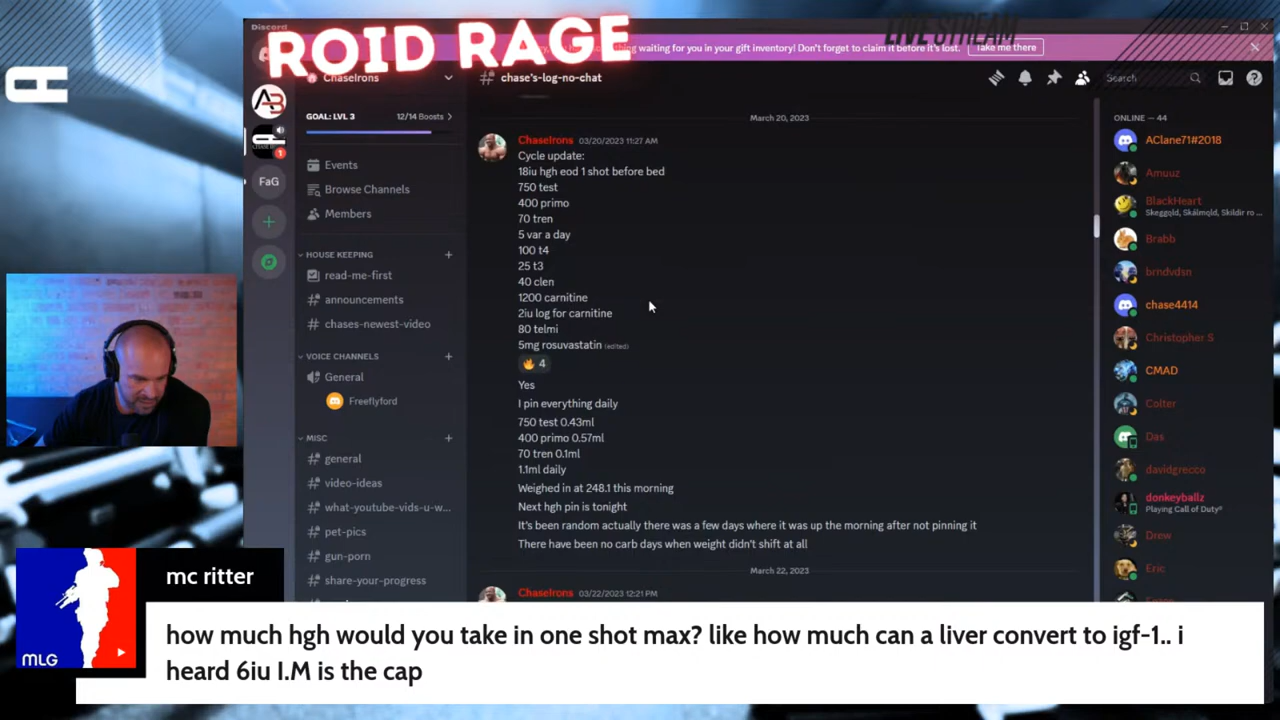 Discord
ROID RAGE
LIVE STREAM
something waiting for you in your gift inventory! Don't forget to claim it before it's lost.
Take me there
ChaseIrons
chase's-log-no-chat
Search
GOAL: LVL 3
12/14 Boosts
Events
Browse Channels
Members
HOUSE KEEPING
read-me-first
announcements
chases-newest-video
VOICE CHANNELS
General
Freeflyford
MISC
general
video-ideas
what-youtube-vids-u-w...
pet-pics
gun-porn
share-your-progress
AB
1
FaG
March 20, 2023
ChaseIrons 03/20/2023 11:27 AM
Cycle update:
18iu hgh eod 1 shot before bed
750 test
400 primo
70 tren
5 var a day
100 t4
25 t3
40 clen
1200 carnitine
2iu log for carnitine
80 telmi
5mg rosuvastatin (edited)
4
Yes
I pin everything daily
750 test 0.43ml
400 primo 0.57ml
70 tren 0.1ml
1.1ml daily
Weighed in at 248.1 this morning
Next hgh pin is tonight
It's been random actually there was a few days where it was up the morning after not pinning it
There have been no carb days when weight didn't shift at all
March 22, 2023
ChaseIrons 03/22/2023 12:21 PM
ONLINE — 44
AClane71#2018
Amuuz
BlackHeart
Skeggǫld, Skálmǫld, Skildir ro ...
Brabb
brndvdsn
chase4414
Christopher S
CMAD
Colter
Das
davidgrecco
donkeyballz
Playing Call of Duty®
Drew
Eric
MLG
mc ritter
how much hgh would you take in one shot max? like how much can a liver convert to igf-1.. i
heard 6iu I.M is the cap